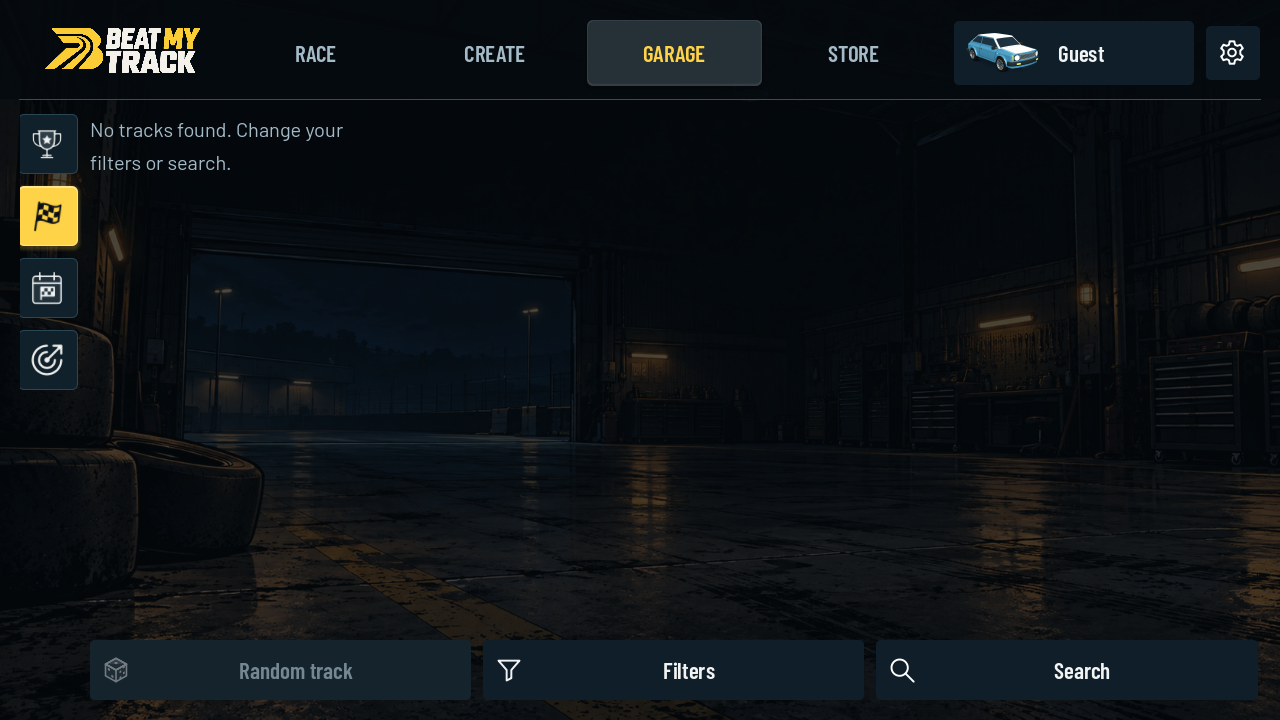 BEAT MY
TRACK
RACE
CREATE
GARAGE
STORE
Guest
No tracks found. Change your
filters or search.
Random track
Filters
Search